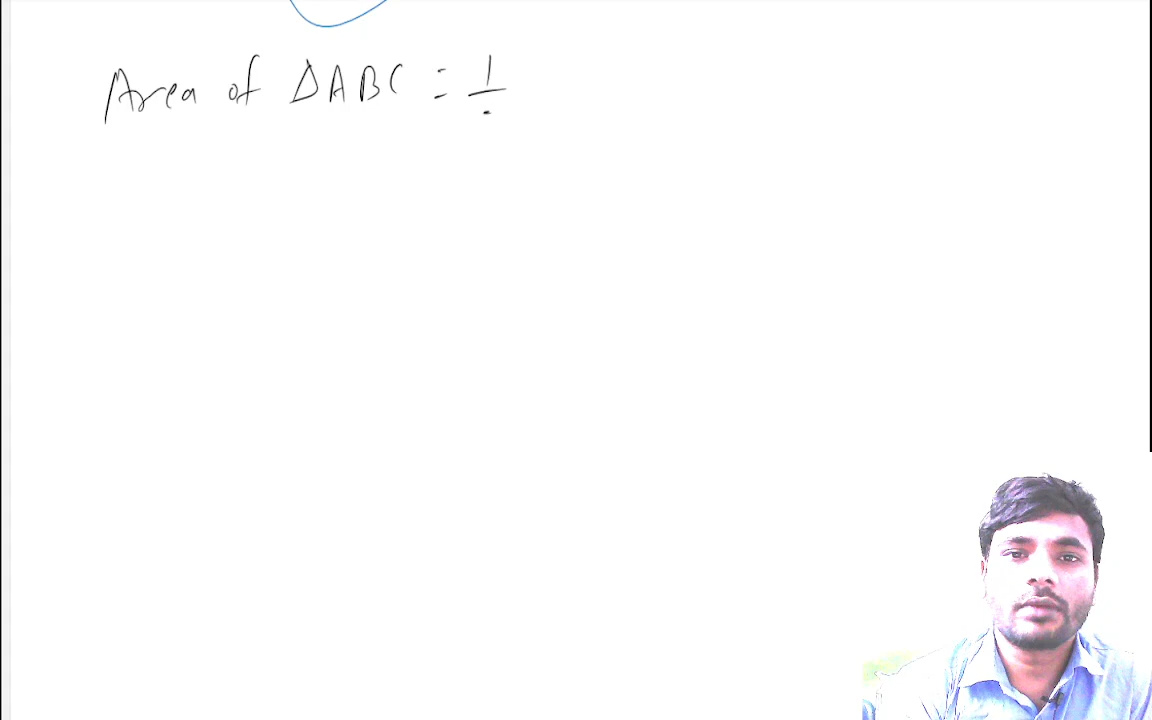 Area of ΔABC = 1/